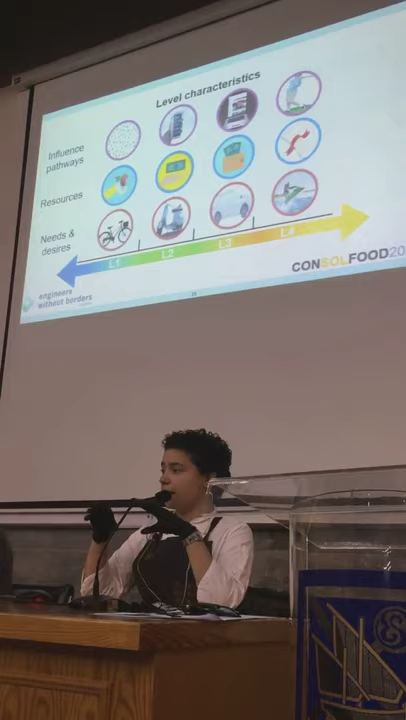 Level characteristics
Influence
pathways
Resources
Needs &
desires
L1
L2
L3
L4
engineers
without borders
CONSOLFOOD20